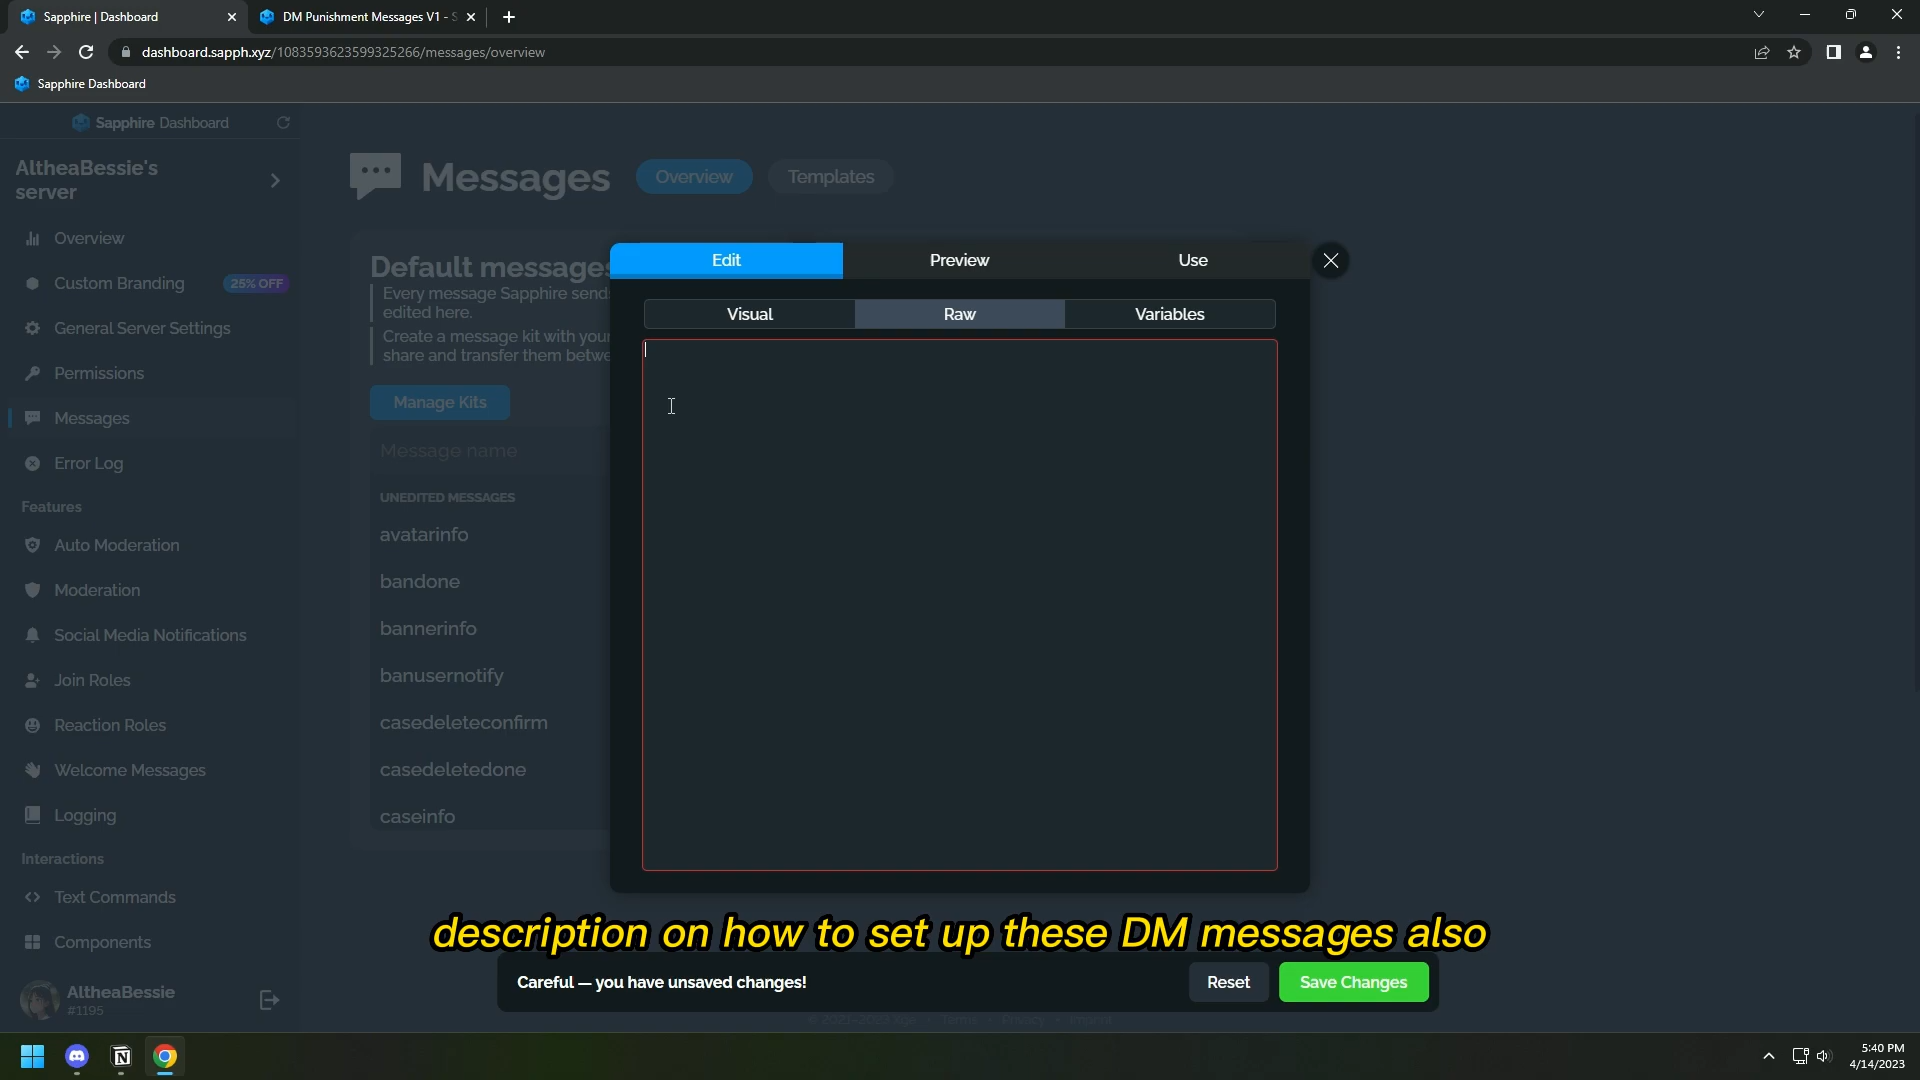 Sapphire | Dashboard
DM Punishment Messages V1 - S
dashboard.sapph.xyz/1083593623599325266/messages/overview
Sapphire Dashboard
Sapphire Dashboard
AltheaBessie's
server
Overview
Custom Branding
25% OFF
General Server Settings
Permissions
Messages
Error Log
Features
Auto Moderation
Moderation
Social Media Notifications
Join Roles
Reaction Roles
Welcome Messages
Logging
Interactions
Text Commands
Components
AltheaBessie
#1195
Messages
Overview
Templates
Default messages
Every message Sapphire send
edited here.
Create a message kit with your
share and transfer them betwe
Manage Kits
Message name
UNEDITED MESSAGES
avatarinfo
bandone
bannerinfo
banusernotify
casedeleteconfirm
casedeletedone
caseinfo
Edit
Preview
Use
Visual
Raw
Variables
description on how to set up these DM messages also
Careful — you have unsaved changes!
Reset
Save Changes
Terms
Privacy
Imprint
5:40 PM
4/14/2023